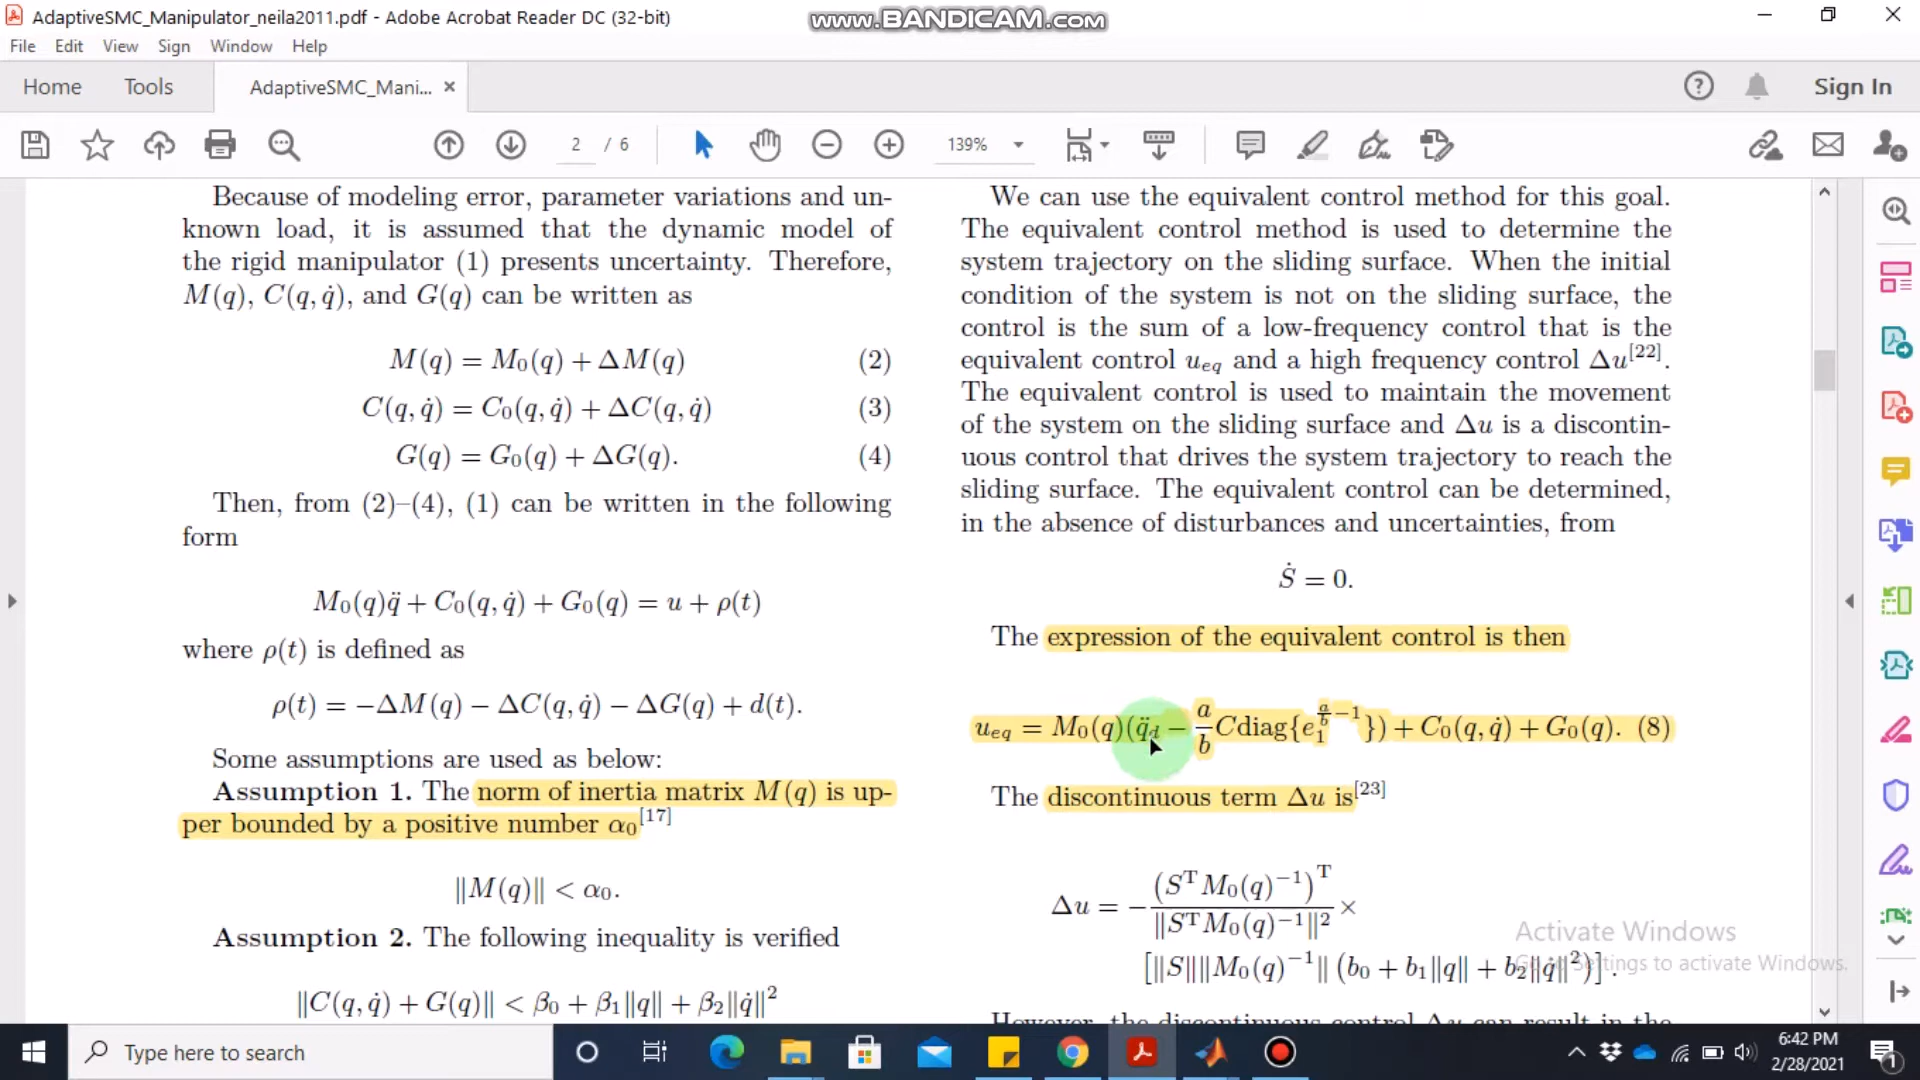 AdaptiveSMC_Manipulator_neila2011.pdf - Adobe Acrobat Reader DC (32-bit)
www.BANDICAM.com
File Edit View Sign Window Help
Home Tools AdaptiveSMC_Mani... × Sign In
2 / 6 139%
Because of modeling error, parameter variations and un-
known load, it is assumed that the dynamic model of
the rigid manipulator (1) presents uncertainty. Therefore,
M(q), C(q, q̇), and G(q) can be written as
M(q) = M₀(q) + ΔM(q) (2)
C(q, q̇) = C₀(q, q̇) + ΔC(q, q̇) (3)
G(q) = G₀(q) + ΔG(q). (4)
Then, from (2)–(4), (1) can be written in the following
form
M₀(q)q̈ + C₀(q, q̇) + G₀(q) = u + ρ(t)
where ρ(t) is defined as
ρ(t) = −ΔM(q) − ΔC(q, q̇) − ΔG(q) + d(t).
Some assumptions are used as below:
Assumption 1. The norm of inertia matrix M(q) is up-
per bounded by a positive number α₀[17]
‖M(q)‖ < α₀.
Assumption 2. The following inequality is verified
‖C(q, q̇) + G(q)‖ < β₀ + β₁‖q‖ + β₂‖q̇‖²
We can use the equivalent control method for this goal.
The equivalent control method is used to determine the
system trajectory on the sliding surface. When the initial
condition of the system is not on the sliding surface, the
control is the sum of a low-frequency control that is the
equivalent control u_eq and a high frequency control Δu[22].
The equivalent control is used to maintain the movement
of the system on the sliding surface and Δu is a discontin-
uous control that drives the system trajectory to reach the
sliding surface. The equivalent control can be determined,
in the absence of disturbances and uncertainties, from
Ṡ = 0.
The expression of the equivalent control is then
u_eq = M₀(q)(q̈_d − a/b Cdiag{e₁^(a/b −1)}) + C₀(q, q̇) + G₀(q). (8)
The discontinuous term Δu is[23]
Δu = − (SᵀM₀(q)⁻¹)ᵀ / ‖SᵀM₀(q)⁻¹‖² ×
[‖S‖‖M₀(q)⁻¹‖ (b₀ + b₁‖q‖ + b₂‖q̇‖²)] .
However, the discontinuous control Δu can result in the
Activate Windows
Go to Settings to activate Windows.
Type here to search
6:42 PM
2/28/2021
1